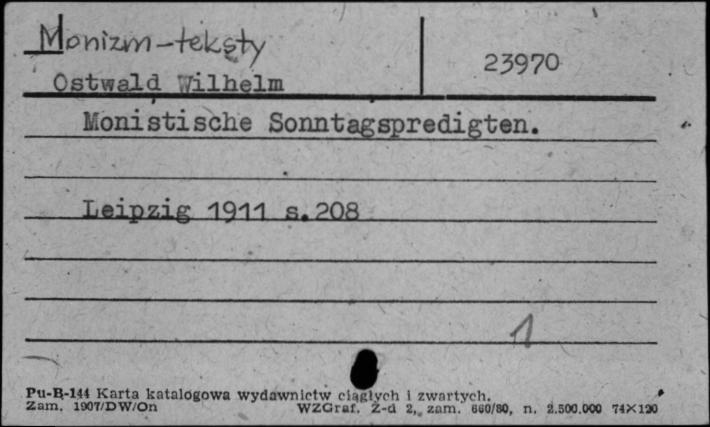 Monizm-teksty
23970
Ostwald Wilhelm
Monistische Sonntagspredigten.
Leipzig 1911 s.208
1
Pu-B-144 Karta katalogowa wydawnictw ciągłych i zwartych.
Zam. 1907/DW/On WZGraf. Z-d 2, zam. 660/80, n. 2.500.000 74×120